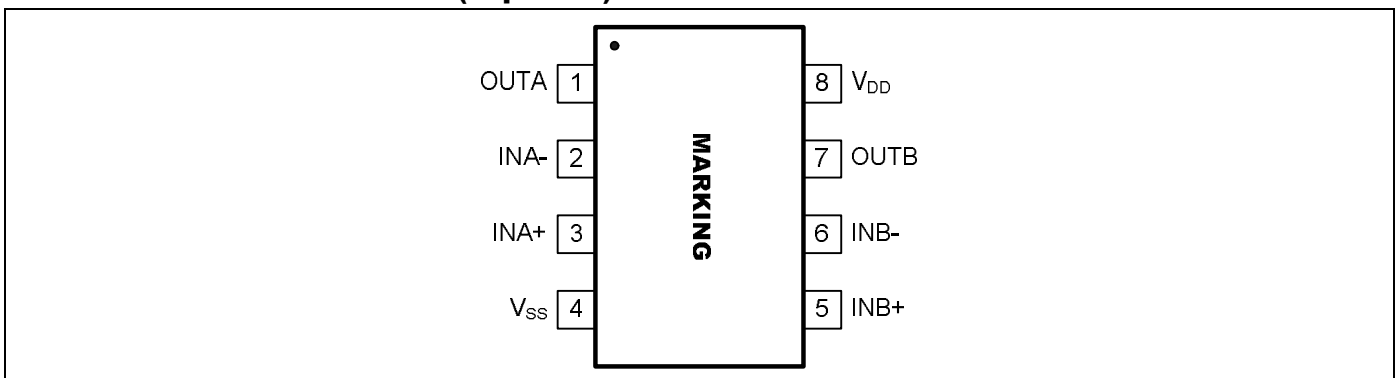 OUTA 1 8 VDD
INA- 2 7 OUTB
MARKING
INA+ 3 6 INB-
VSS 4 5 INB+